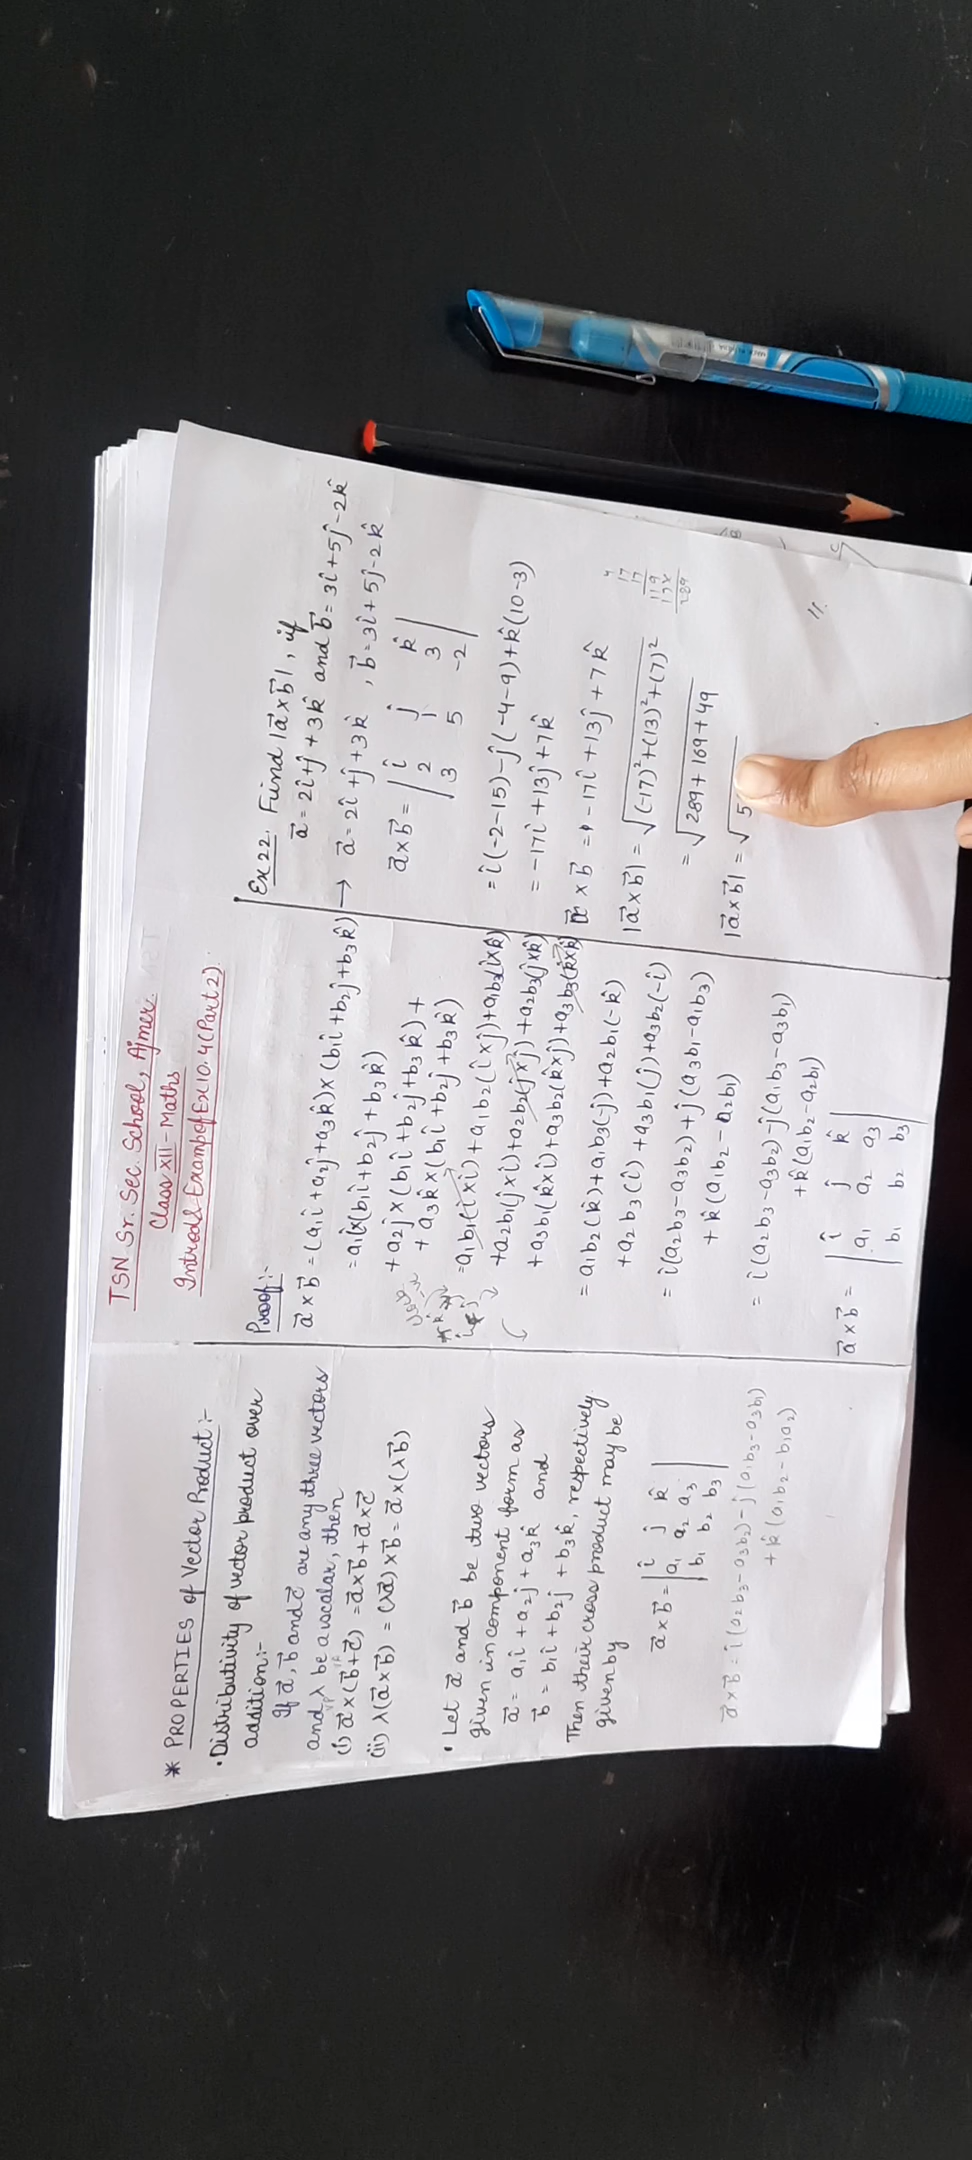 TSN Sr. Sec. School, Ajmer.
Class XII - Maths
* PROPERTIES of Vector Product :-
• Distributivity of vector product over
addition:-
If a⃗, b⃗ and c⃗ are any three vectors
and λ be a scalar, then
(i) a⃗ x (b⃗+c⃗) = a⃗ x b⃗ + a⃗ x c⃗
(ii) λ(a⃗ x b⃗) = (λa⃗) x b⃗ = a⃗ x (λb⃗)
• Let a⃗ and b⃗ be two vectors
given in component form as
a⃗ = a₁î + a₂ĵ + a₃k̂ and
b⃗ = b₁î + b₂ĵ + b₃k̂, respectively.
Then their cross product may be
given by
a⃗ x b⃗ = | î ĵ k̂ |
| a₁ a₂ a₃ |
| b₁ b₂ b₃ |
a⃗ x b⃗ = î (a₂b₃ - a₃b₂) - ĵ (a₁b₃ - a₃b₁)
+ k̂ (a₁b₂ - b₁a₂)
Proof:-
a⃗ x b⃗ = (a₁î + a₂ĵ + a₃k̂) x (b₁î + b₂ĵ + b₃k̂)
= a₁î x (b₁î + b₂ĵ + b₃k̂)
+ a₂ĵ x (b₁î + b₂ĵ + b₃k̂) +
+ a₃k̂ x (b₁î + b₂ĵ + b₃k̂)
= a₁b₁(î x î) + a₁b₂(î x ĵ) + a₁b₃(î x k̂)
+ a₂b₁(ĵ x î) + a₂b₂(ĵ x ĵ) + a₂b₃(ĵ x k̂)
+ a₃b₁(k̂ x î) + a₃b₂(k̂ x ĵ) + a₃b₃(k̂ x k̂)
= a₁b₂(k̂) + a₁b₃(ĵ) + a₂b₁(-k̂)
+ a₂b₃(î) + a₃b₁(ĵ) + a₃b₂(-î)
= î(a₂b₃ - a₃b₂) + ĵ(a₃b₁ - a₁b₃)
+ k̂(a₁b₂ - a₂b₁)
= î(a₂b₃ - a₃b₂) - ĵ(a₁b₃ - a₃b₁)
+ k̂(a₁b₂ - a₂b₁)
a⃗ x b⃗ = | î ĵ k̂ |
| a₁ a₂ a₃ |
| b₁ b₂ b₃ |
Ex 22. Find |a⃗ x b⃗|, if
a⃗ = 2î + ĵ + 3k̂ and b⃗ = 3î + 5ĵ - 2k̂
→ a⃗ = 2î + ĵ + 3k̂ , b⃗ = 3î + 5ĵ - 2k̂
a⃗ x b⃗ = | î ĵ k̂ |
| 2 1 3 |
| 3 5 -2 |
= î(-2-15) - ĵ(-4-9) + k̂(10-3)
= -17î + 13ĵ + 7k̂
a⃗ x b⃗ = -17î + 13ĵ + 7k̂
|a⃗ x b⃗| = √(-17)² + (13)² + (7)²
= √289 + 169 + 49
|a⃗ x b⃗| = √5
17
17
119
17x
289